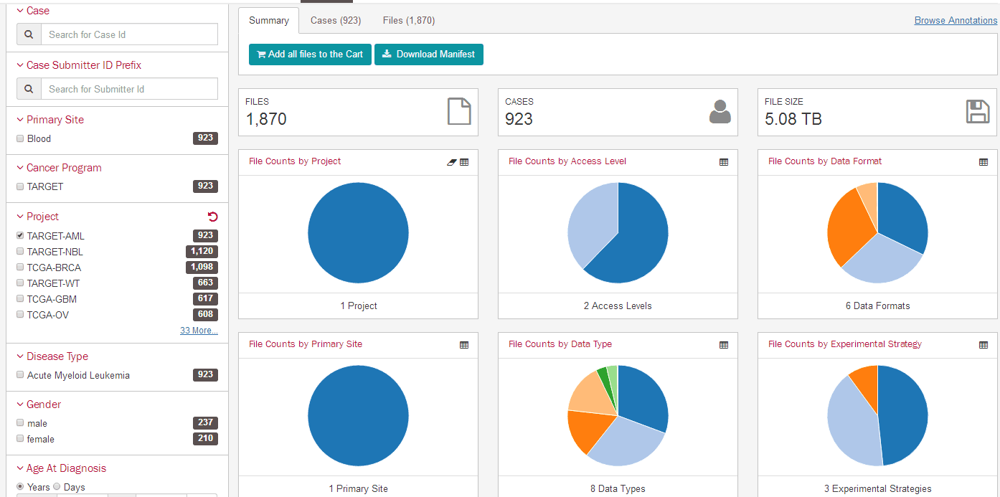 Case
Search for Case Id
Case Submitter ID Prefix
Search for Submitter Id
Primary Site
Blood 923
Cancer Program
TARGET 923
Project
TARGET-AML 923
TARGET-NBL 1,120
TCGA-BRCA 1,098
TARGET-WT 663
TCGA-GBM 617
TCGA-OV 608
33 More...
Disease Type
Acute Myeloid Leukemia 923
Gender
male 237
female 210
Age At Diagnosis
Years Days
Summary Cases (923) Files (1,870) Browse Annotations
Add all files to the Cart Download Manifest
FILES
1,870
CASES
923
FILE SIZE
5.08 TB
File Counts by Project
1 Project
File Counts by Access Level
2 Access Levels
File Counts by Data Format
6 Data Formats
File Counts by Primary Site
1 Primary Site
File Counts by Data Type
8 Data Types
File Counts by Experimental Strategy
3 Experimental Strategies